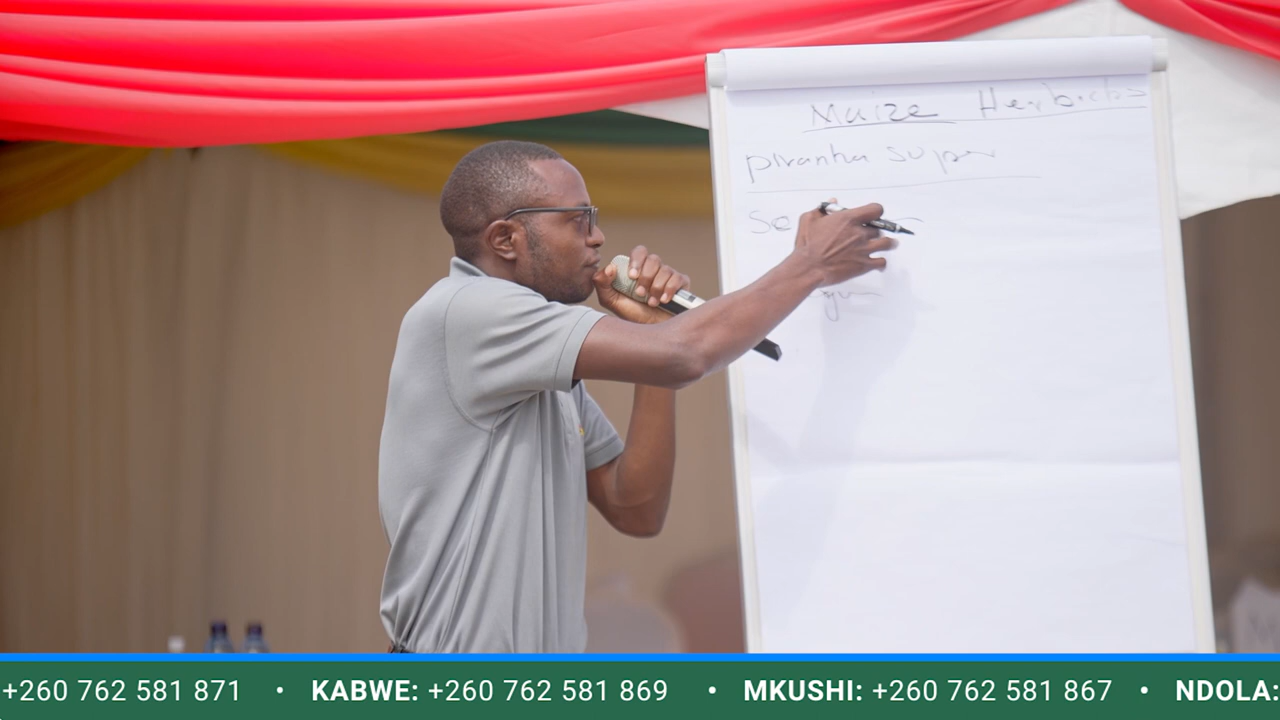 Maize Herbicides
piranha super
+260 762 581 871 • KABWE: +260 762 581 869 • MKUSHI: +260 762 581 867 • NDOLA: